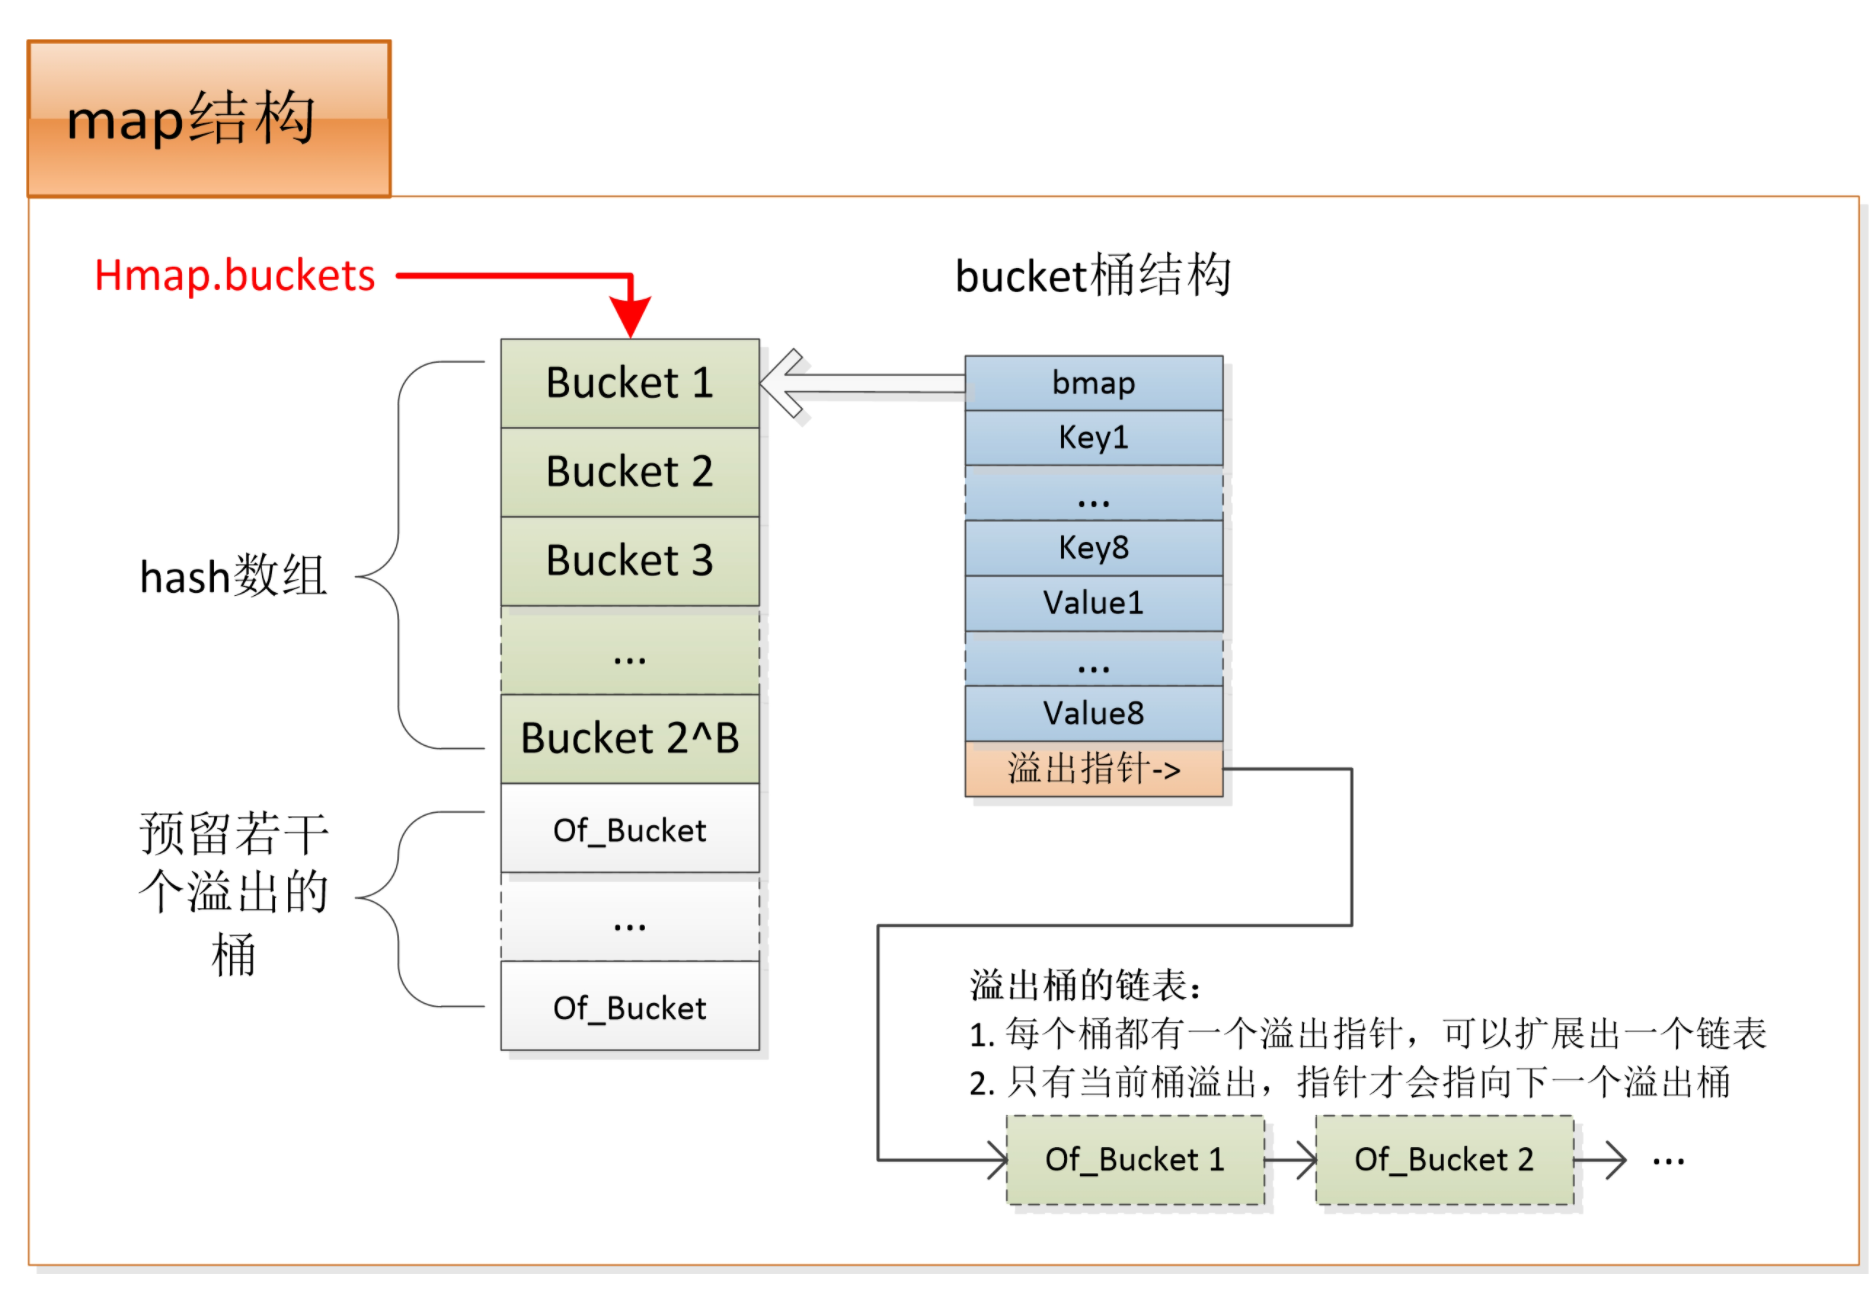 map结构
Hmap.buckets
bucket桶结构
Bucket 1
Bucket 2
Bucket 3
...
Bucket 2^B
Of_Bucket
...
Of_Bucket
hash数组
预留若干
个溢出的
桶
bmap
Key1
...
Key8
Value1
...
Value8
溢出指针->
溢出桶的链表：
1. 每个桶都有一个溢出指针，可以扩展出一个链表
2. 只有当前桶溢出，指针才会指向下一个溢出桶
Of_Bucket 1
Of_Bucket 2
...